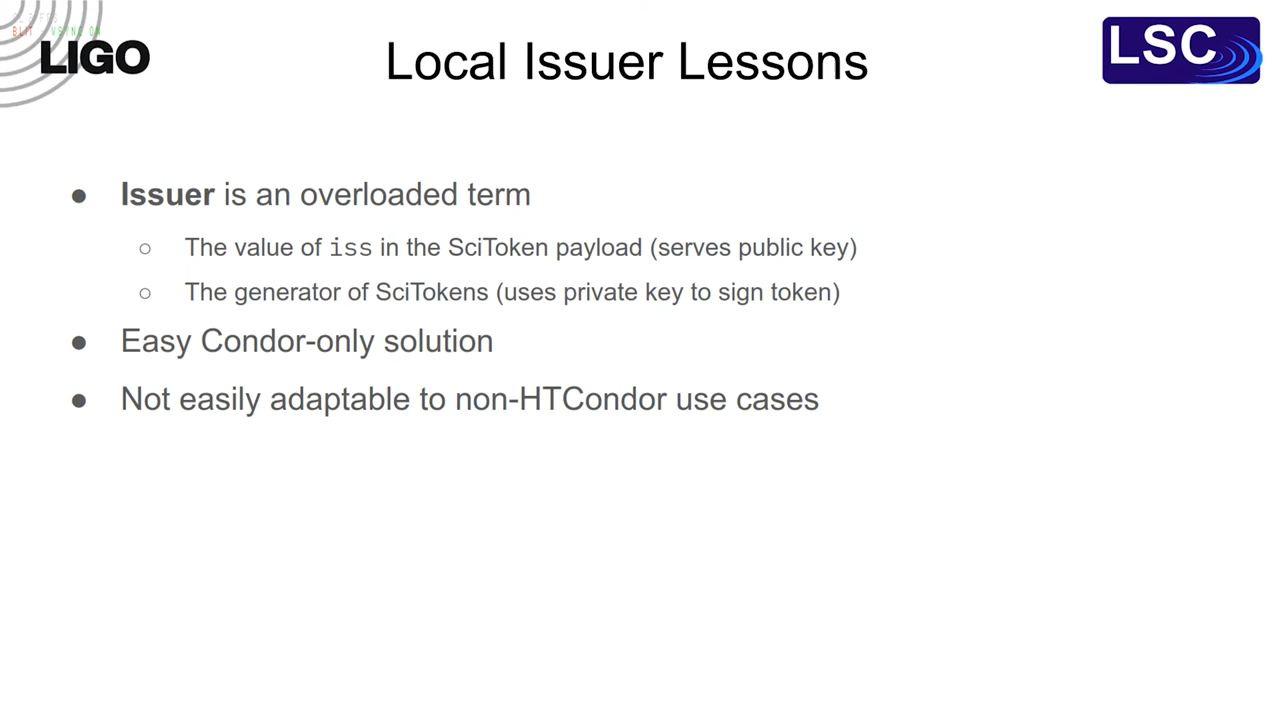 LIGO
Local Issuer Lessons
LSC
● Issuer is an overloaded term
○ The value of iss in the SciToken payload (serves public key)
○ The generator of SciTokens (uses private key to sign token)
● Easy Condor-only solution
● Not easily adaptable to non-HTCondor use cases